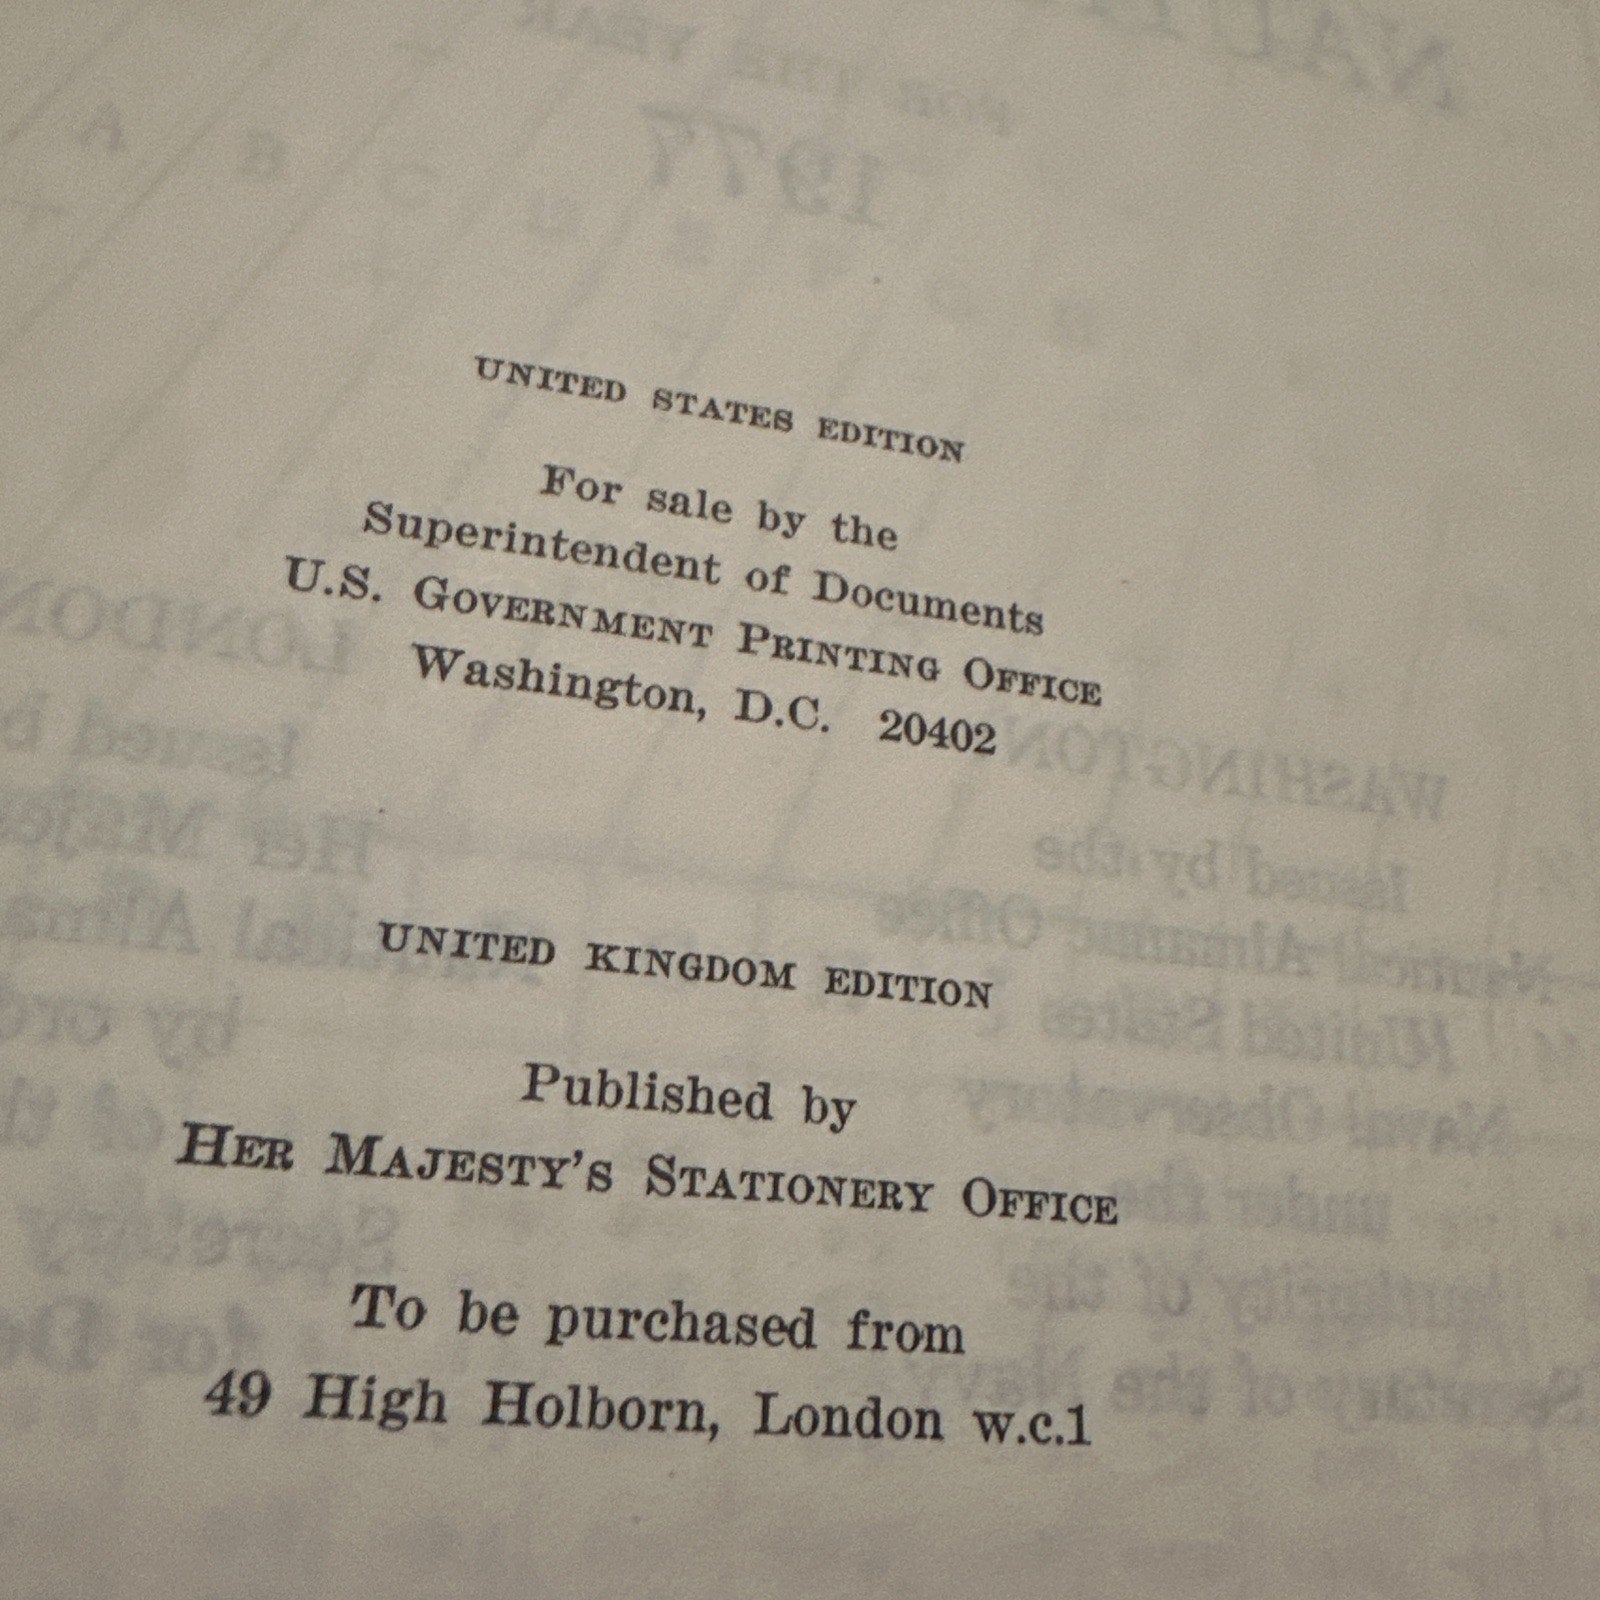 UNITED STATES EDITION
For sale by the
Superintendent of Documents
U.S. GOVERNMENT PRINTING OFFICE
Washington, D.C. 20402
UNITED KINGDOM EDITION
Published by
HER MAJESTY'S STATIONERY OFFICE
To be purchased from
49 High Holborn, London w.c.1